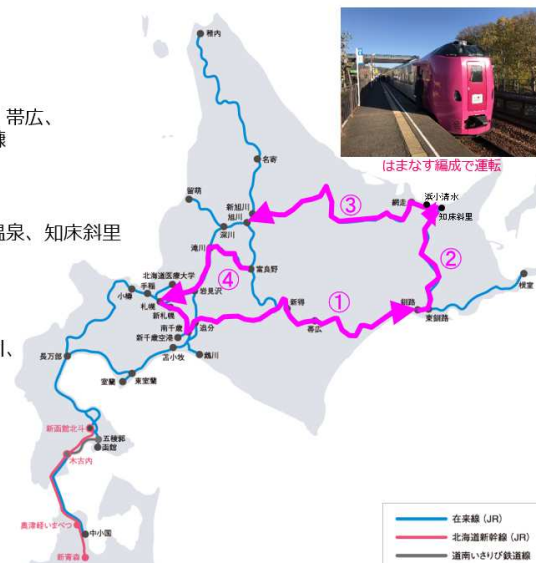 帯広、
はまなす編成で運転
温泉、知床斜里
稚内
名寄
留萌
新旭川
旭川
深川
滝川
富良野
③
網走
浜小清水
知床斜里
②
根室
釧路
東釧路
①
新得
帯広
④
北海道医療大学
手稲
小樽
札幌
岩見沢
新札幌
南千歳
追分
新千歳空港
苫小牧
鵡川
長万部
室蘭
東室蘭
新函館北斗
五稜郭
函館
木古内
奥津軽いまべつ
中小国
新青森
在来線（JR）
北海道新幹線（JR）
道南いさりび鉄道線